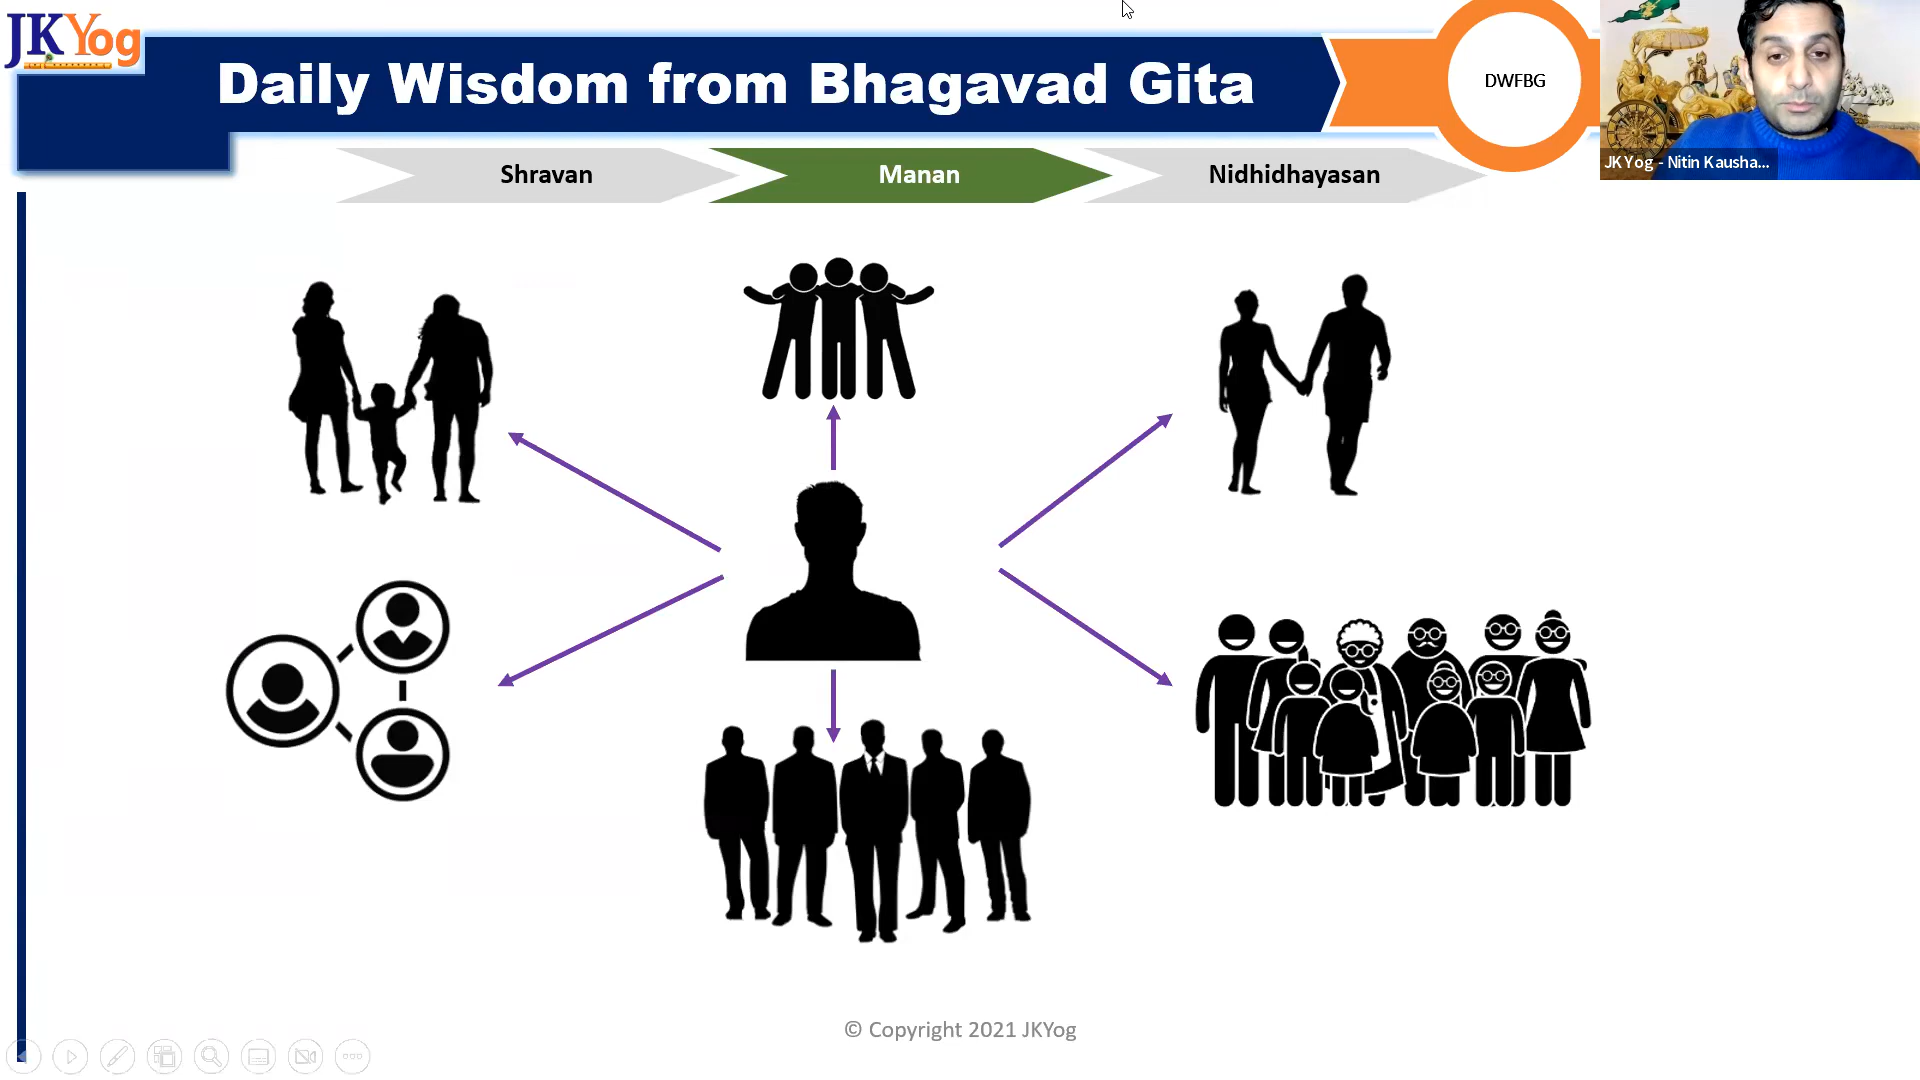 JKYog
Daily Wisdom from Bhagavad Gita
DWFBG
JK Yog - Nitin Kausha...
Shravan
Manan
Nidhidhayasan
© Copyright 2021 JKYog